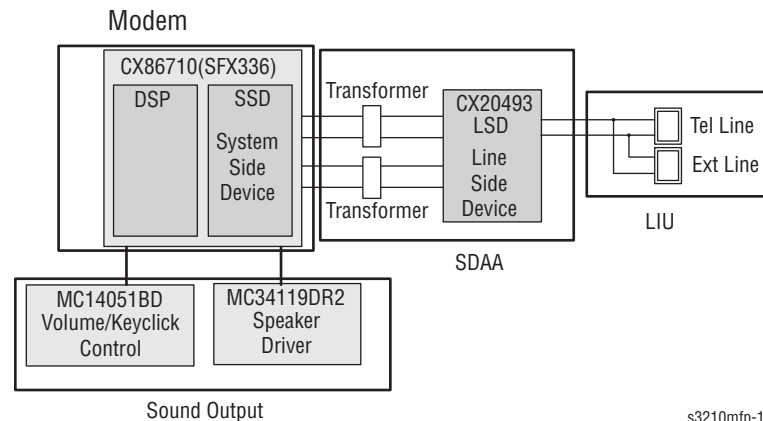 Modem
CX86710(SFX336)
DSP
SSD
System
Side
Device
Transformer
Transformer
CX20493
LSD
Line
Side
Device
SDAA
Tel Line
Ext Line
LIU
MC14051BD
Volume/Keyclick
Control
MC34119DR2
Speaker
Driver
Sound Output
s3210mfp-1